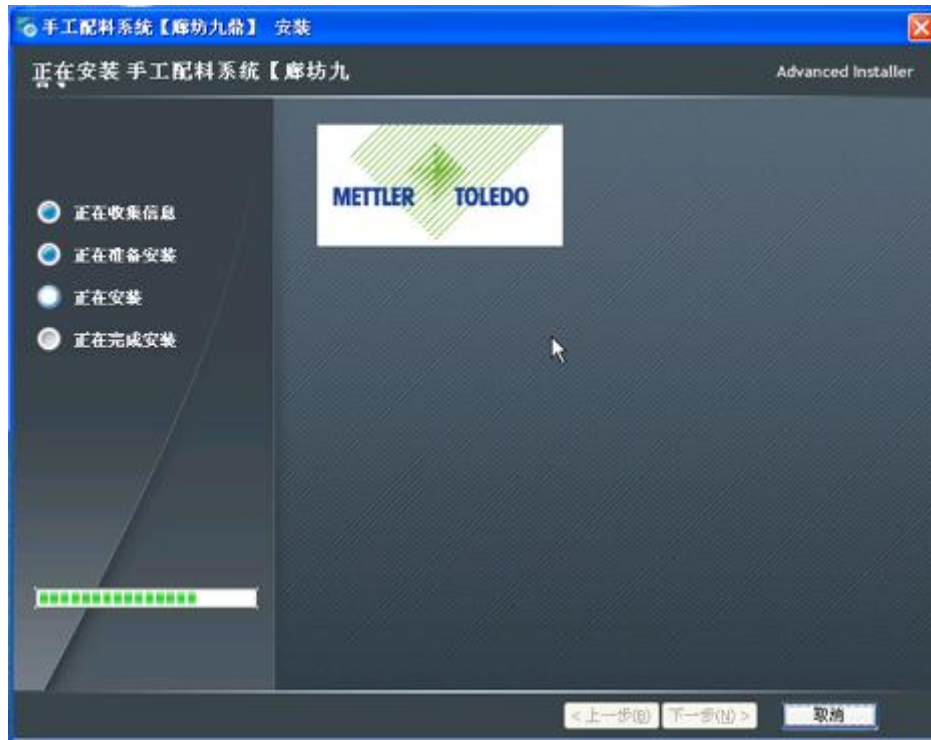 手工配料系统【廊坊九鼎】 安装
正在安装 手工配料系统【廊坊九
Advanced Installer
METTLER TOLEDO
正在收集信息
正在准备安装
正在安装
正在完成安装
< 上一步(B) 下一步(N) > 取消